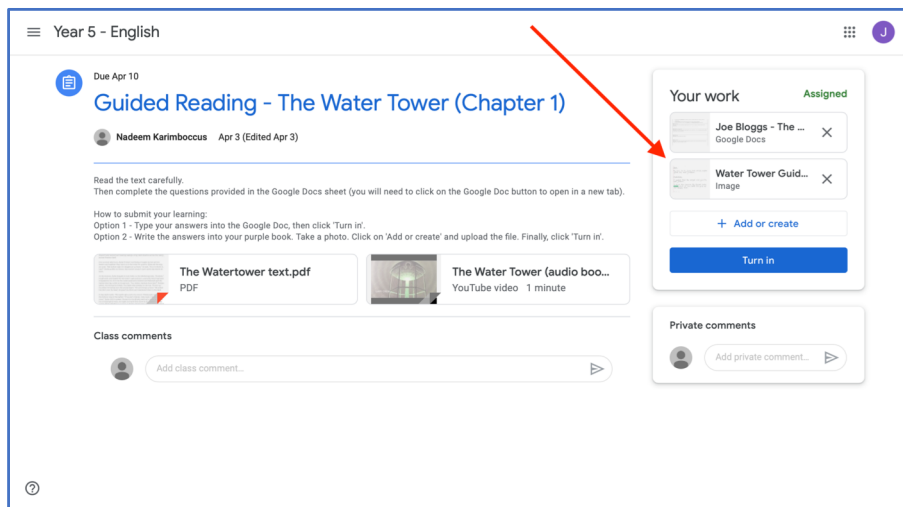 Year 5 - English
J
Due Apr 10
Guided Reading - The Water Tower (Chapter 1)
Nadeem Karimboccus Apr 3 (Edited Apr 3)
Read the text carefully.
Then complete the questions provided in the Google Docs sheet (you will need to click on the Google Doc button to open in a new tab).
How to submit your learning:
Option 1 - Type your answers into the Google Doc, then click 'Turn in'.
Option 2 - Write the answers into your purple book. Take a photo. Click on 'Add or create' and upload the file. Finally, click 'Turn in'.
The Watertower text.pdf
PDF
The Water Tower (audio boo...
YouTube video 1 minute
Class comments
Add class comment...
Your work Assigned
Joe Bloggs - The ...
Google Docs
Water Tower Guid...
Image
+ Add or create
Turn in
Private comments
Add private comment...